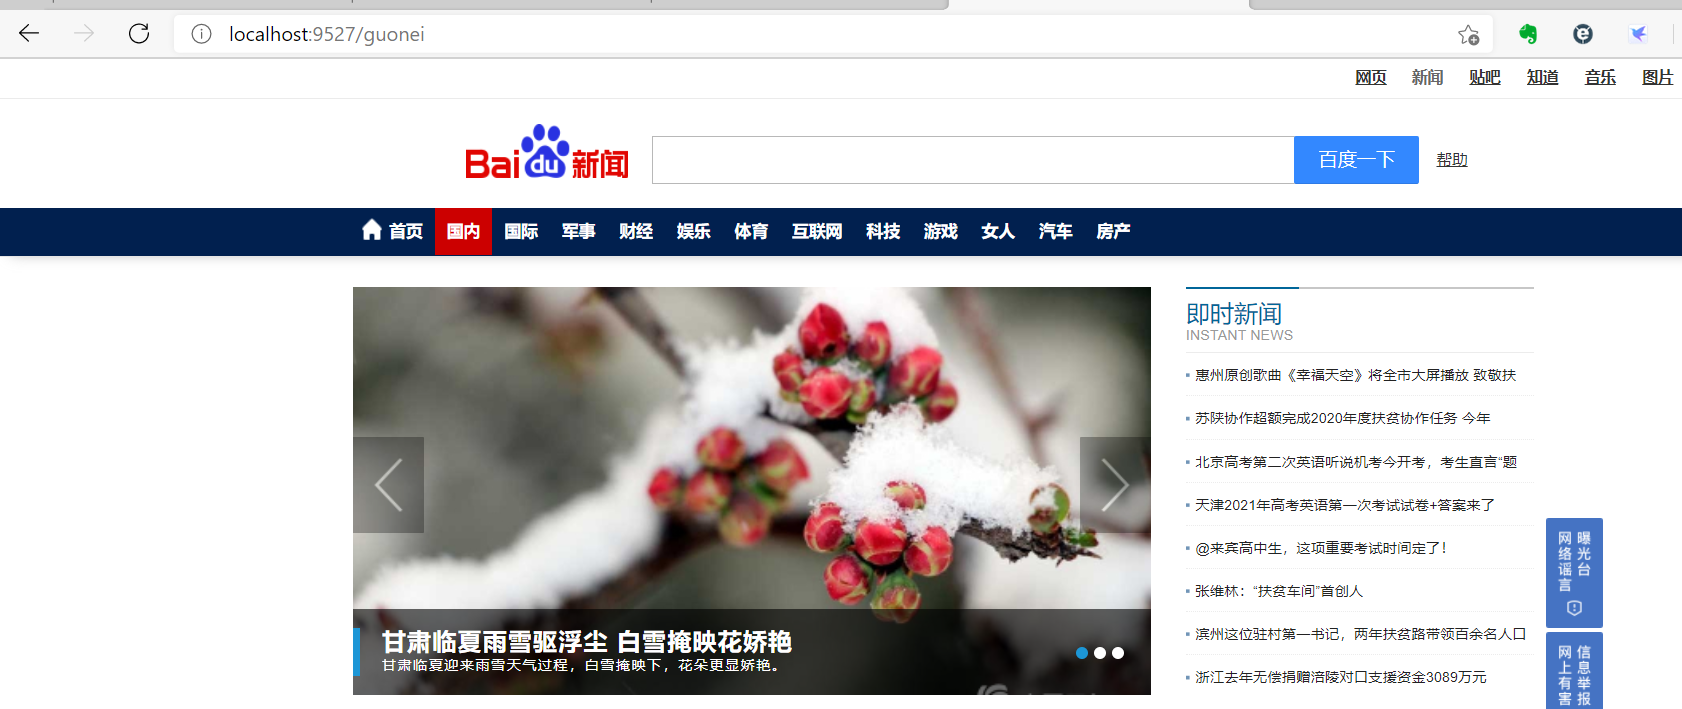 localhost:9527/guonei
网页 新闻 贴吧 知道 音乐 图片
Bai du 新闻
百度一下 帮助
首页 国内 国际 军事 财经 娱乐 体育 互联网 科技 游戏 女人 汽车 房产
甘肃临夏雨雪驱浮尘 白雪掩映花娇艳
甘肃临夏迎来雨雪天气过程，白雪掩映下，花朵更显娇艳。
即时新闻
INSTANT NEWS
惠州原创歌曲《幸福天空》将全市大屏播放 致敬扶
苏陕协作超额完成2020年度扶贫协作任务 今年
北京高考第二次英语听说机考今开考，考生直言“题
天津2021年高考英语第一次考试试卷+答案来了
@来宾高中生，这项重要考试时间定了！
张维林：“扶贫车间”首创人
滨州这位驻村第一书记，两年扶贫路带领百余名人口
浙江去年无偿捐赠涪陵对口支援资金3089万元
网络谣言
曝光台
网上有害
信息举报